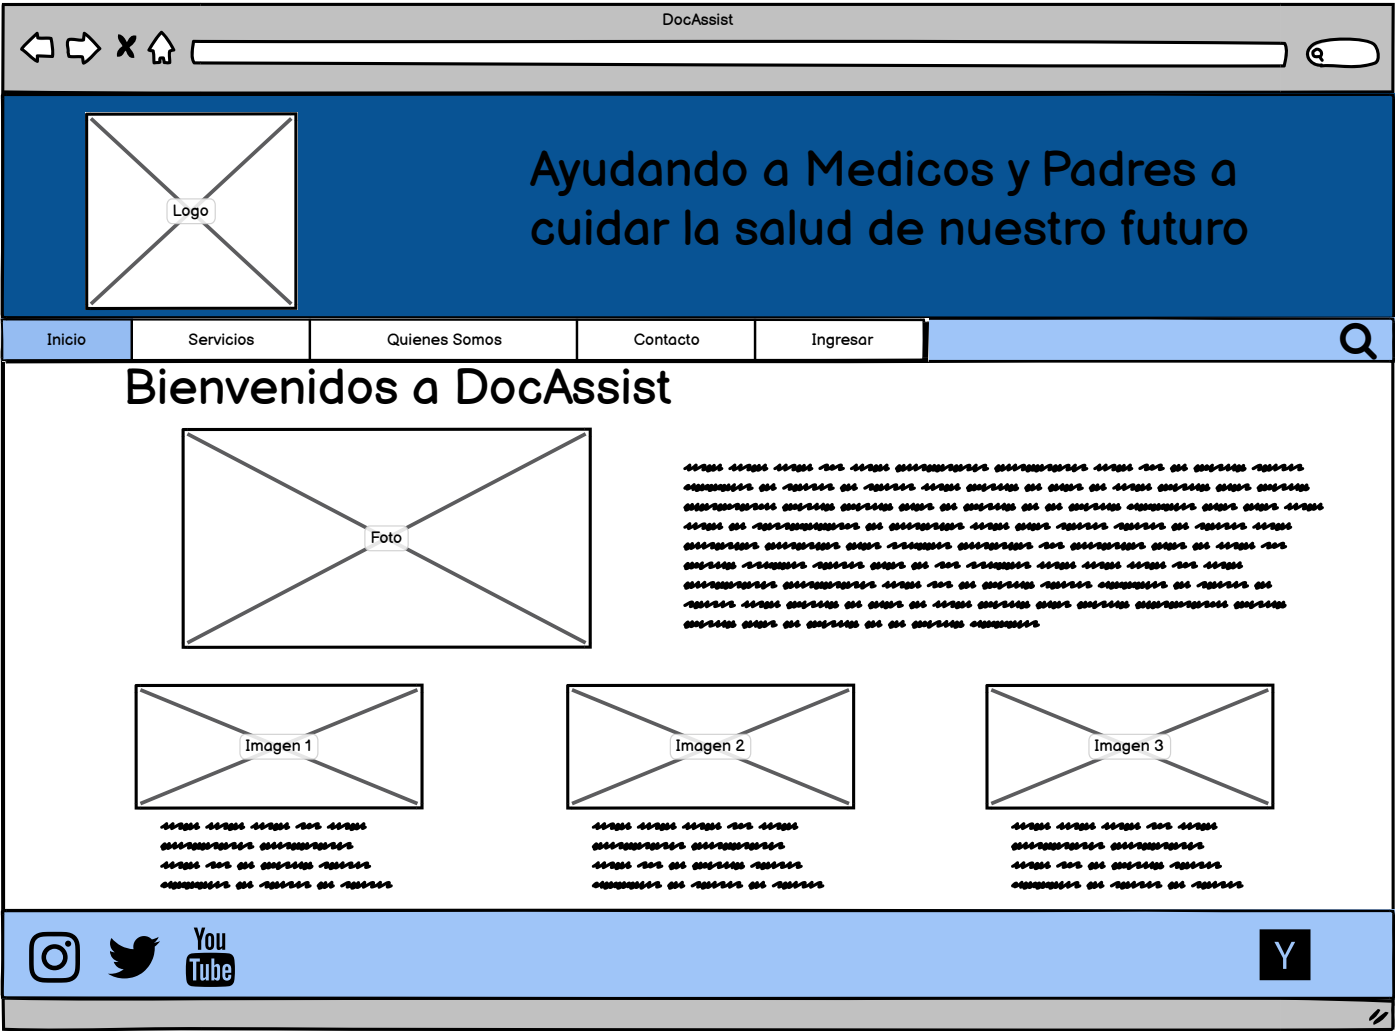 DocAssist
Logo
Ayudando a Medicos y Padres a
cuidar la salud de nuestro futuro
Inicio
Servicios
Quienes Somos
Contacto
Ingresar
Bienvenidos a DocAssist
Foto
Imagen 1
Imagen 2
Imagen 3
You
Tube
Y